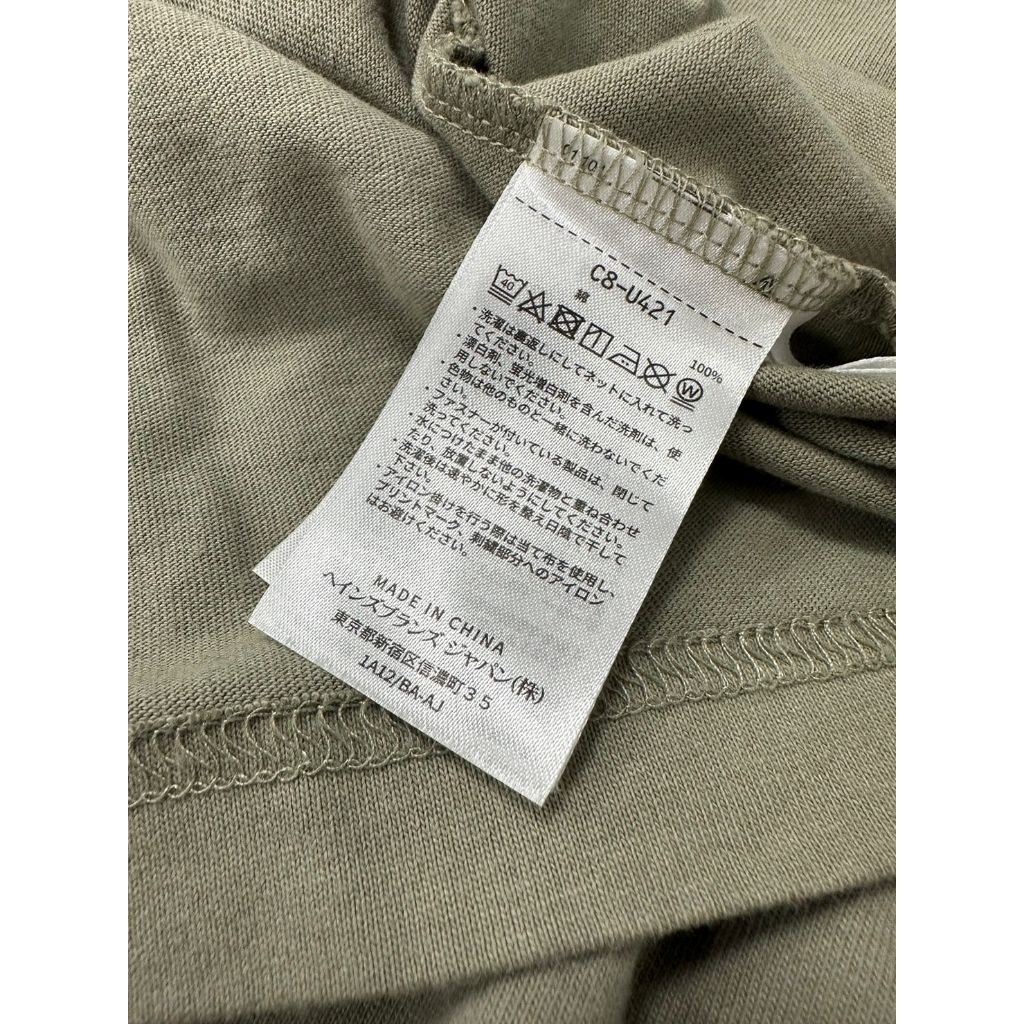 C8-U421
綿 100%
40
W
・洗濯は裏返しにしてネットに入れて洗っ
てください。
・漂白剤、蛍光増白剤を含んだ洗剤は、使
用しないでください。
・色物は他のものと一緒に洗わないでくだ
さい。
・ファスナーが付いている製品は、閉じて
洗ってください。
・水につけたまま他の洗濯物と重ね合わせ
たり、放置しないようにしてください。
・洗濯後は速やかに形を整え日陰で干して
下さい。
・アイロン掛けを行う際は当て布を使用し、
プリントマーク、刺繍部分へのアイロン
はお避けください。
MADE IN CHINA
ヘインズブランズ ジャパン(株)
東京都新宿区信濃町35
1A12/BA-AJ